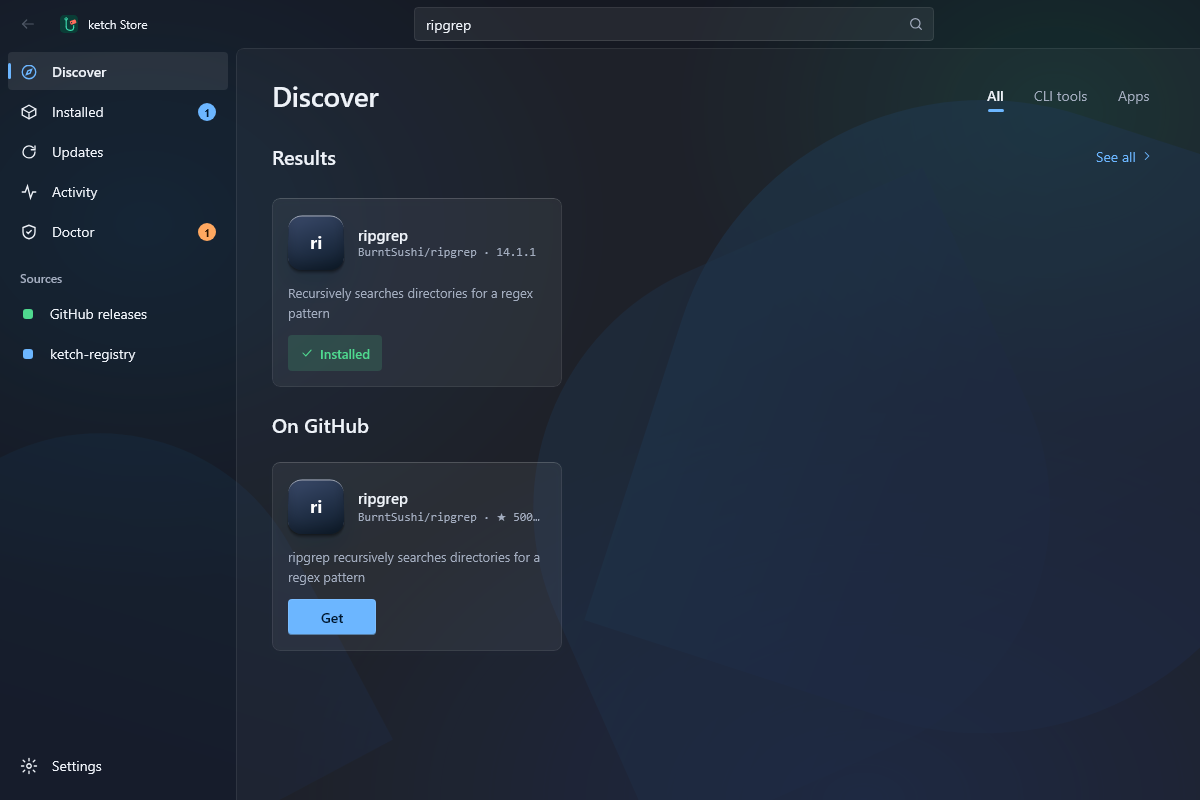 ketch Store
ripgrep
Discover
Installed
1
Updates
Activity
Doctor
1
Sources
GitHub releases
ketch-registry
Settings
Discover
All
CLI tools
Apps
Results
See all
ri
ripgrep
BurntSushi/ripgrep · 14.1.1
Recursively searches directories for a regex
pattern
Installed
On GitHub
ri
ripgrep
BurntSushi/ripgrep · ★ 500…
ripgrep recursively searches directories for a
regex pattern
Get